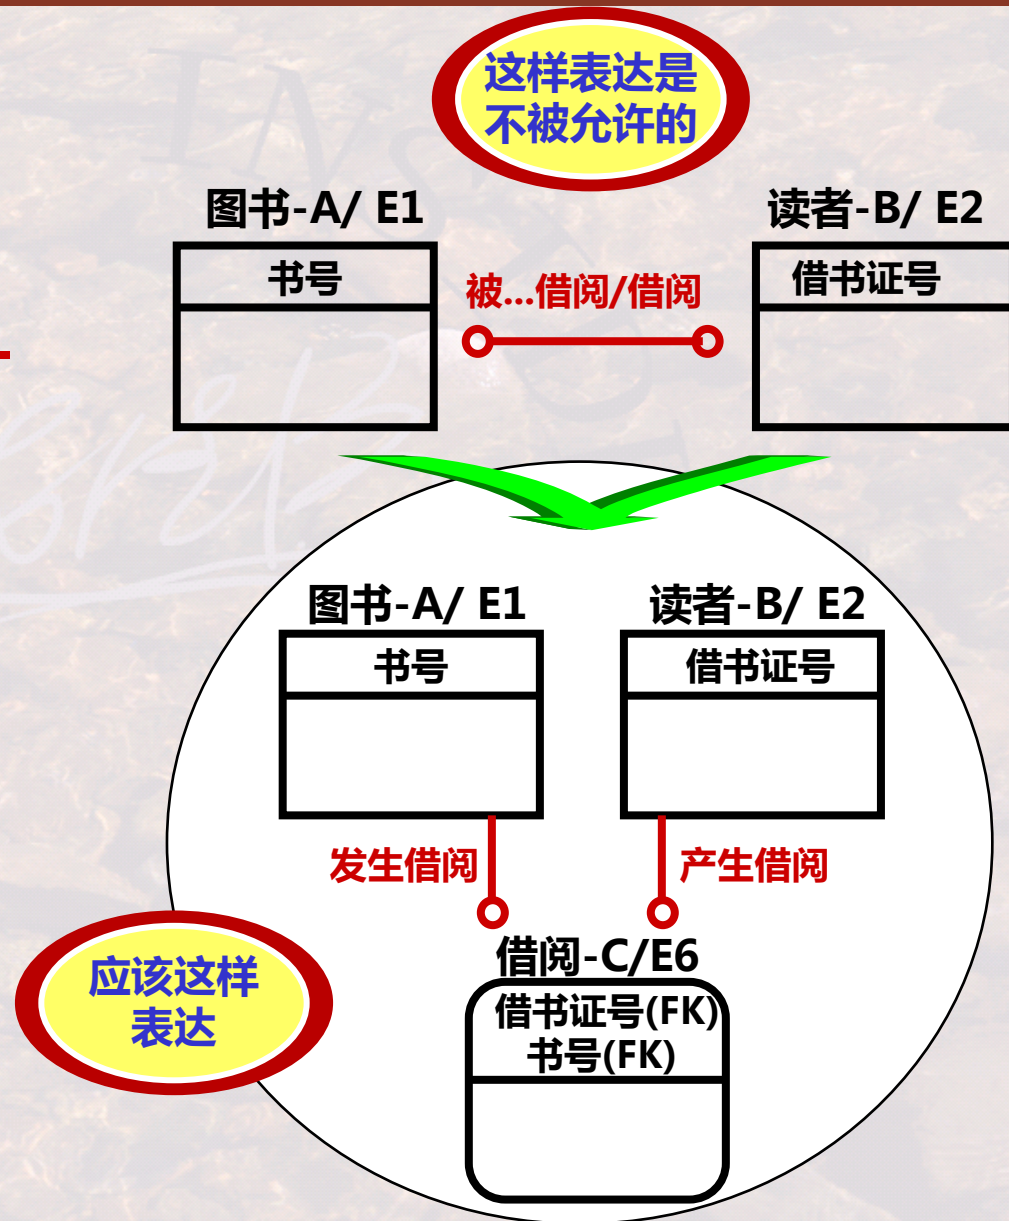 这样表达是
不被允许的
图书-A/ E1
读者-B/ E2
书号
被...借阅/借阅
借书证号
图书-A/ E1
读者-B/ E2
书号
借书证号
发生借阅
产生借阅
应该这样
表达
借阅-C/E6
借书证号(FK)
书号(FK)